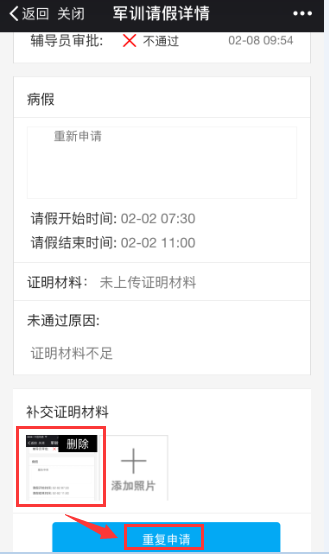 返回 关闭 军训请假详情
辅导员审批: 不通过 02-08 09:54
病假
重新申请
请假开始时间: 02-02 07:30
请假结束时间: 02-02 11:00
证明材料: 未上传证明材料
未通过原因:
证明材料不足
补交证明材料
删除
添加照片
重复申请